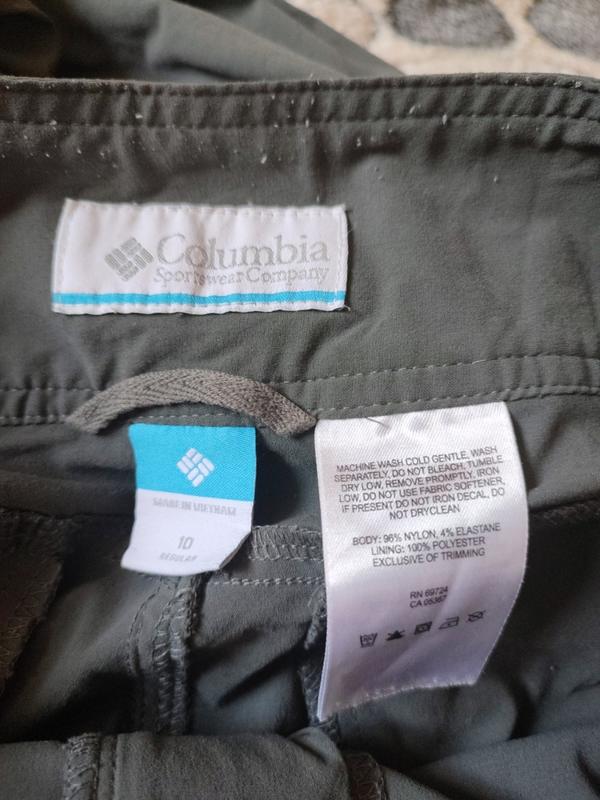 Columbia
Sportswear Company
MADE IN VIETNAM
10
REGULAR
MACHINE WASH COLD GENTLE, WASH
SEPARATELY, DO NOT BLEACH, TUMBLE
DRY LOW, REMOVE PROMPTLY, IRON
LOW, DO NOT USE FABRIC SOFTENER,
IF PRESENT DO NOT IRON DECAL, DO
NOT DRYCLEAN
BODY: 96% NYLON, 4% ELASTANE
LINING: 100% POLYESTER
EXCLUSIVE OF TRIMMING
RN 69724
CA 05367